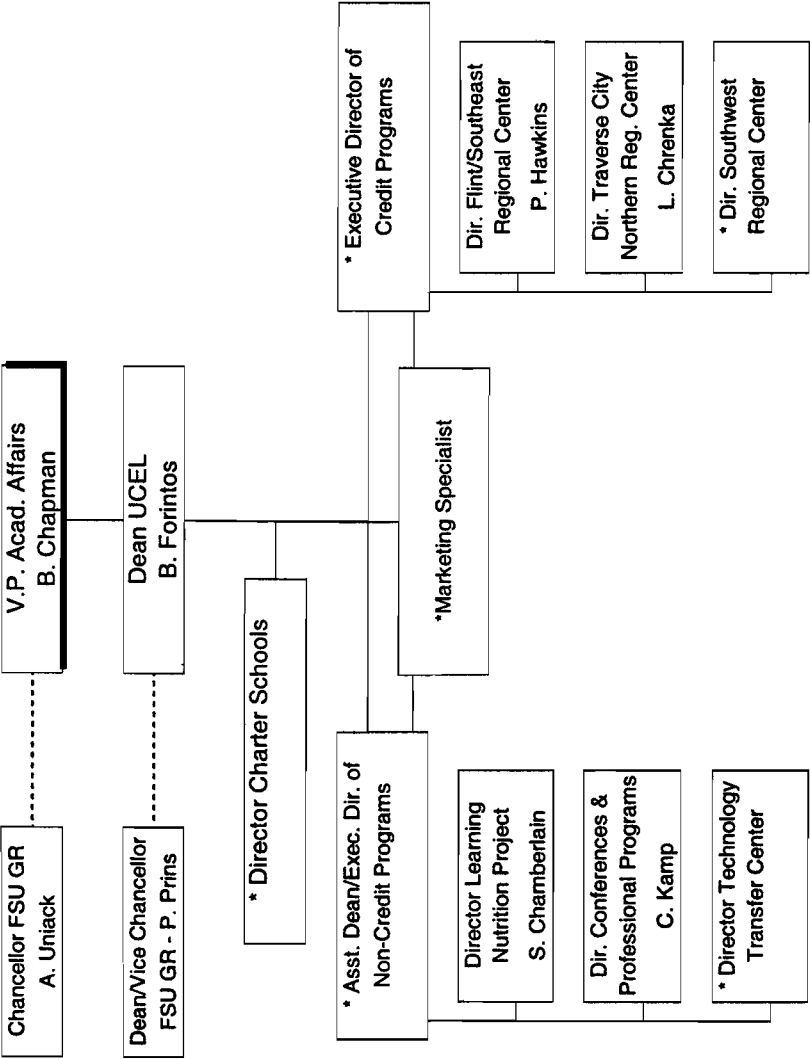 Chancellor FSU GR
A. Uniack
V.P. Acad. Affairs
B. Chapman
Dean/Vice Chancellor
FSU GR - P. Prins
Dean UCEL
B. Forintos
* Director Charter Schools
* Asst. Dean/Exec. Dir. of
Non-Credit Programs
*Marketing Specialist
* Executive Director of
Credit Programs
Director Learning
Nutrition Project
S. Chamberlain
Dir. Conferences &
Professional Programs
C. Kamp
* Director Technology
Transfer Center
Dir. Flint/Southeast
Regional Center
P. Hawkins
Dir. Traverse City
Northern Reg. Center
L. Chrenka
* Dir. Southwest
Regional Center